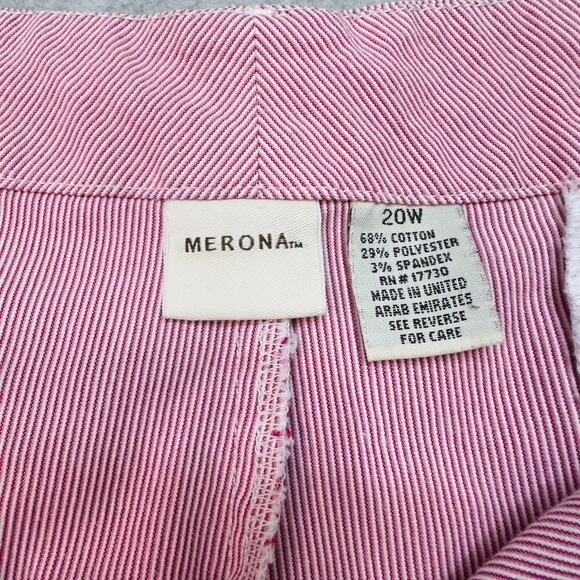 MERONA™
20W
68% COTTON
29% POLYESTER
3% SPANDEX
RN# 17730
MADE IN UNITED
ARAB EMIRATES
SEE REVERSE
FOR CARE